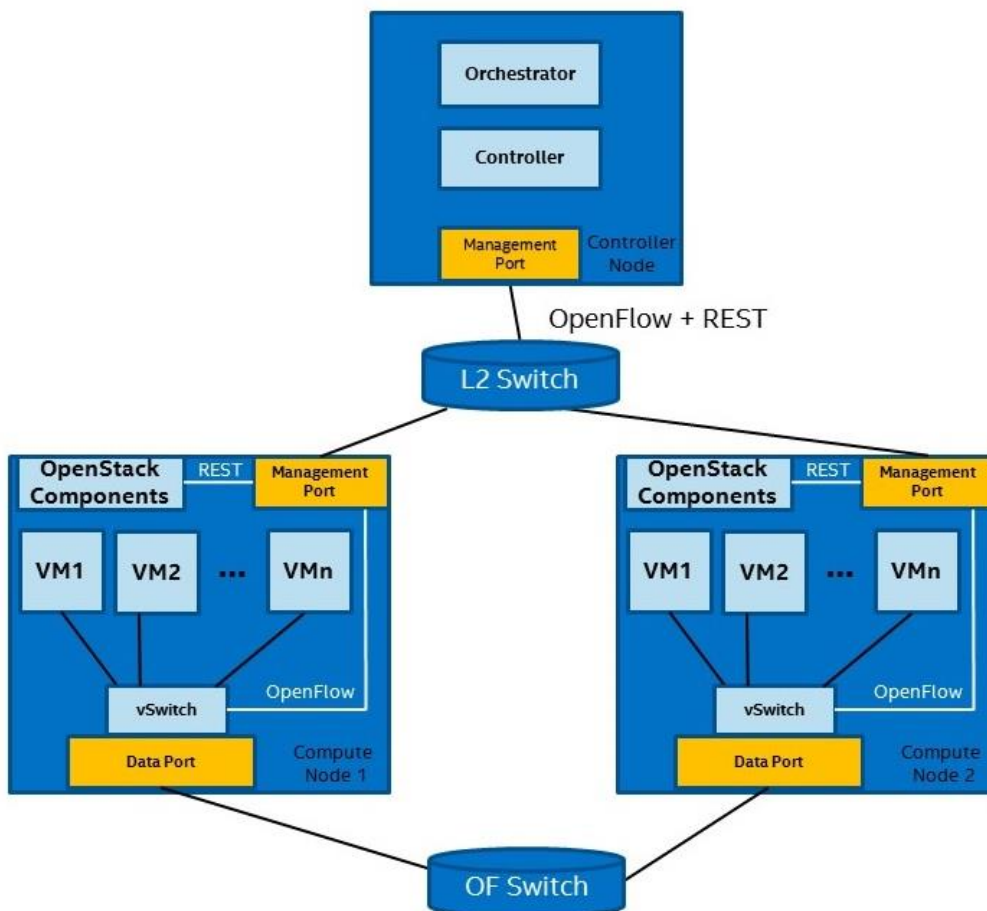 Orchestrator
Controller
Management
Port
Controller
Node
OpenFlow + REST
L2 Switch
OpenStack
Components
REST
Management
Port
VM1
VM2
...
VMn
OpenFlow
vSwitch
Data Port
Compute
Node 1
OpenStack
Components
REST
Management
Port
VM1
VM2
...
VMn
OpenFlow
vSwitch
Data Port
Compute
Node 2
OF Switch